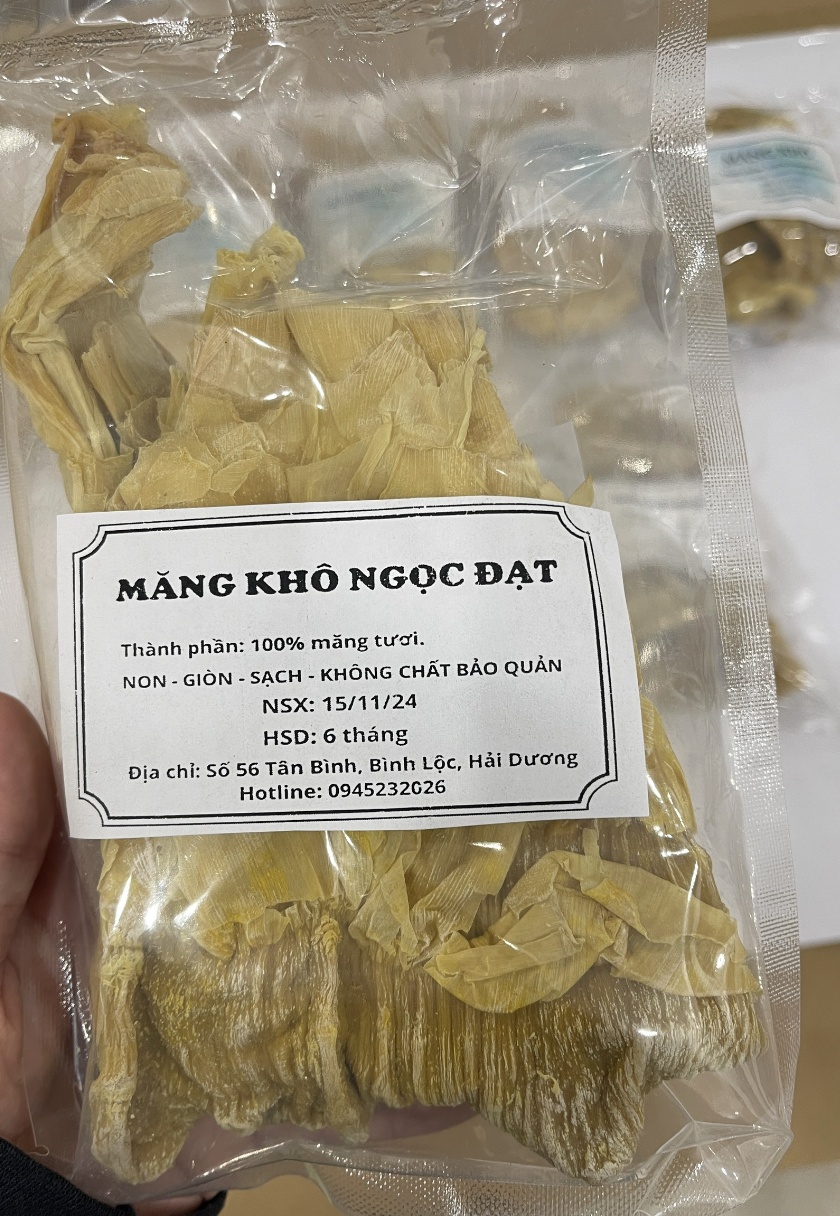 MĂNG KHÔ NGỌC ĐẠT
Thành phần: 100% măng tươi.
NON - GIÒN - SẠCH - KHÔNG CHẤT BẢO QUẢN
NSX: 15/11/24
HSD: 6 tháng
Địa chỉ: Số 56 Tân Bình, Bình Lộc, Hải Dương
Hotline: 0945232026